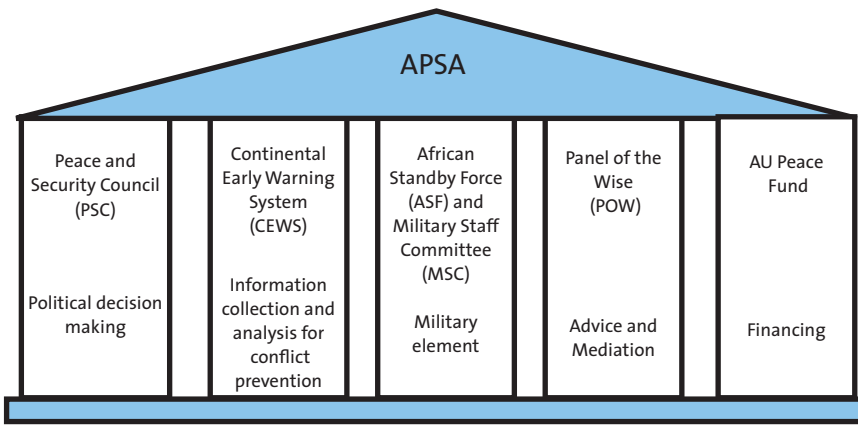 APSA
Peace and
Security Council
(PSC)
Political decision
making
Continental
Early Warning
System
(CEWS)
Information
collection and
analysis for
conflict
prevention
African
Standby Force
(ASF) and
Military Staff
Committee
(MSC)
Military
element
Panel of the
Wise
(POW)
Advice and
Mediation
AU Peace
Fund
Financing